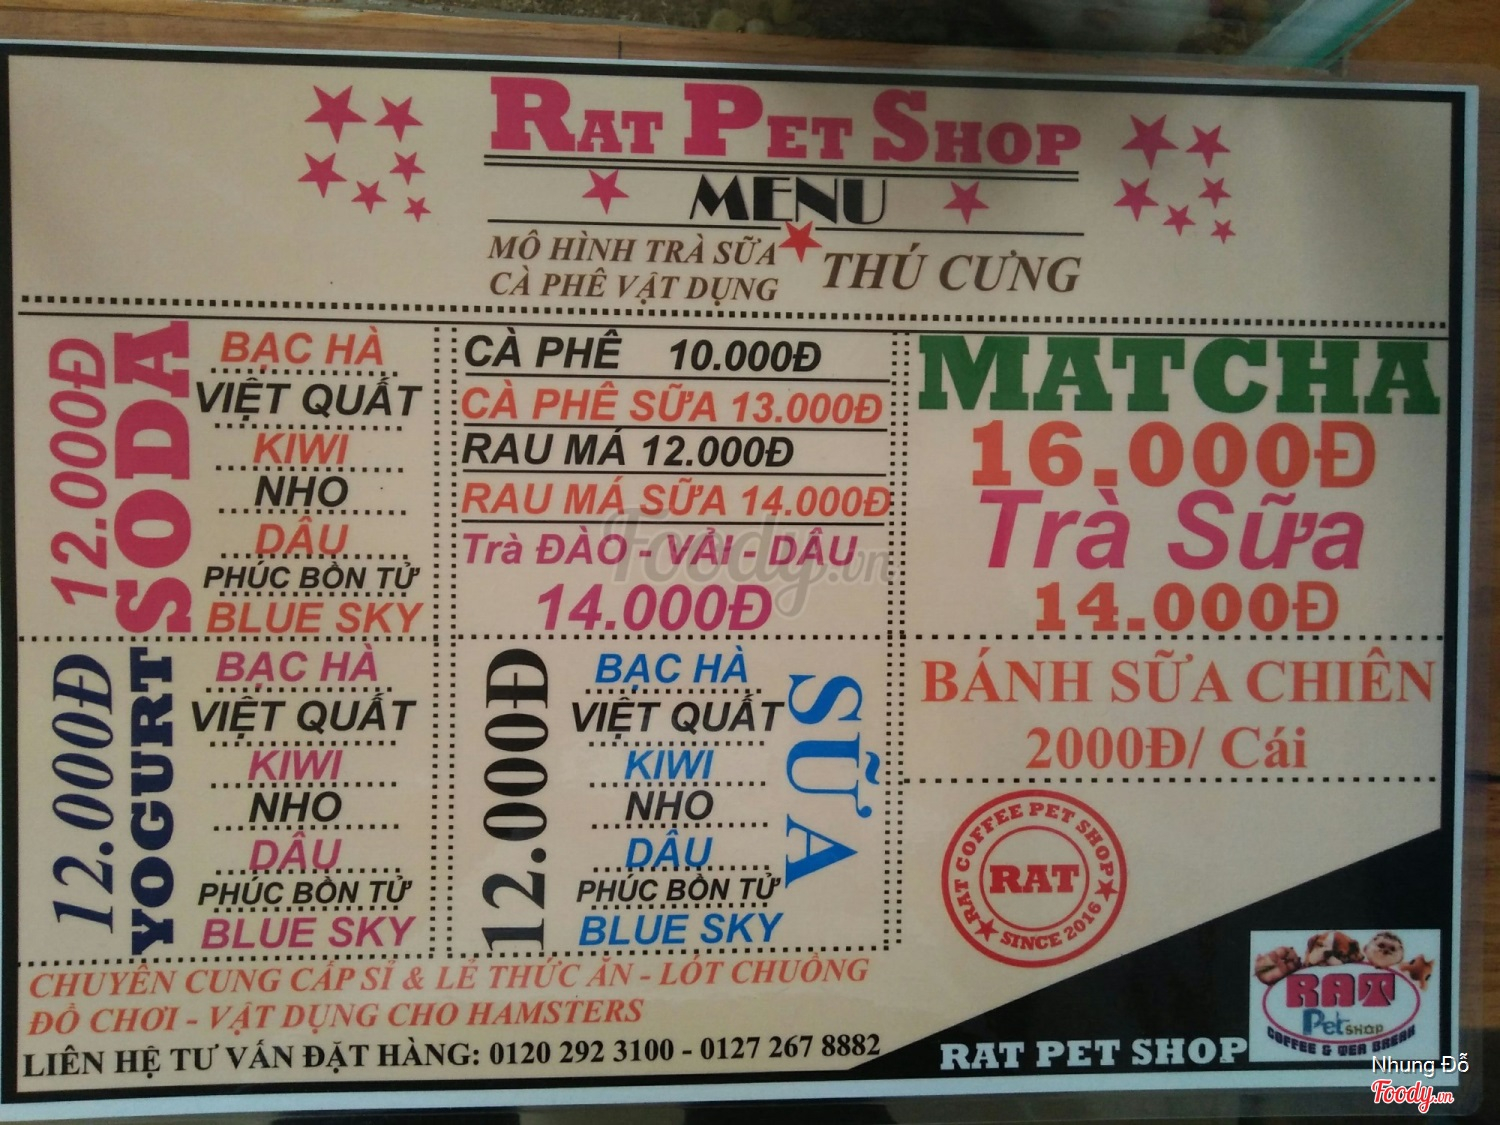 RAT PET SHOP
MENU
MÔ HÌNH TRÀ SỮA
CÀ PHÊ VẬT DỤNG
THÚ CƯNG
12.000Đ
SODA
BẠC HÀ
VIỆT QUẤT
KIWI
NHO
DÂU
PHÚC BỒN TỬ
BLUE SKY
CÀ PHÊ 10.000Đ
CÀ PHÊ SỮA 13.000Đ
RAU MÁ 12.000Đ
RAU MÁ SỮA 14.000Đ
Trà ĐÀO - VẢI - DÂU
14.000Đ
MATCHA
16.000Đ
Trà Sữa
14.000Đ
12.000Đ
YOGURT
BẠC HÀ
VIỆT QUẤT
KIWI
NHO
DÂU
PHÚC BỒN TỬ
BLUE SKY
12.000Đ
BẠC HÀ
VIỆT QUẤT
KIWI
NHO
DÂU
PHÚC BỒN TỬ
BLUE SKY
SỮA
BÁNH SỮA CHIÊN
2000Đ/ Cái
RAT COFFEE PET SHOP
RAT
SINCE 2016
CHUYÊN CUNG CẤP SỈ & LẺ THỨC ĂN - LÓT CHUỒNG
ĐỒ CHƠI - VẬT DỤNG CHO HAMSTERS
LIÊN HỆ TƯ VẤN ĐẶT HÀNG: 0120 292 3100 - 0127 267 8882
RAT PET SHOP
RAT
Pet SHOP
COFFEE & TEA BREAK
Foody.vn
Nhung Đỗ
Foody.vn